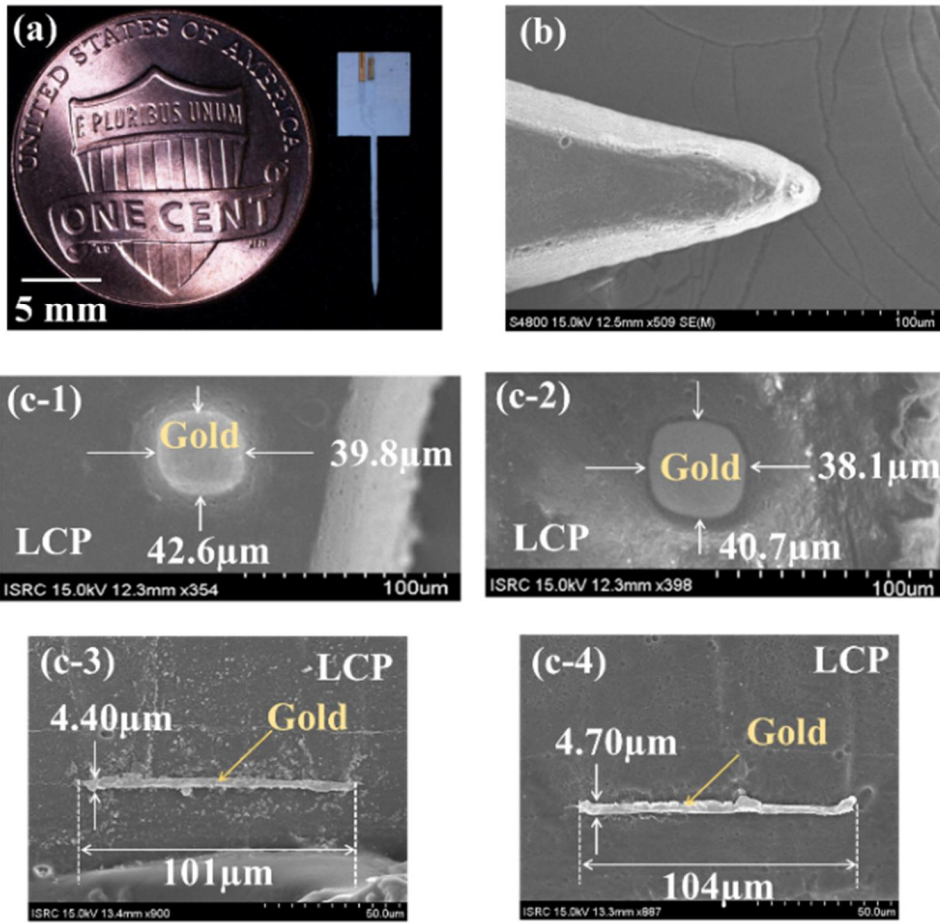 (a)
UNITED STATES OF AMERICA
E PLURIBUS UNUM
ONE CENT
5 mm
(b)
S4800 15.0kV 12.5mm x509 SE(M)
100um
(c-1)
Gold
39.8μm
LCP
42.6μm
ISRC 15.0kV 12.3mm x354
100um
(c-2)
Gold
38.1μm
LCP
40.7μm
ISRC 15.0kV 12.3mm x398
100um
(c-3)
LCP
4.40μm
Gold
101μm
ISRC 15.0kV 13.4mm x900
50.0um
(c-4)
LCP
4.70μm
Gold
104μm
ISRC 15.0kV 13.3mm x887
50.0um